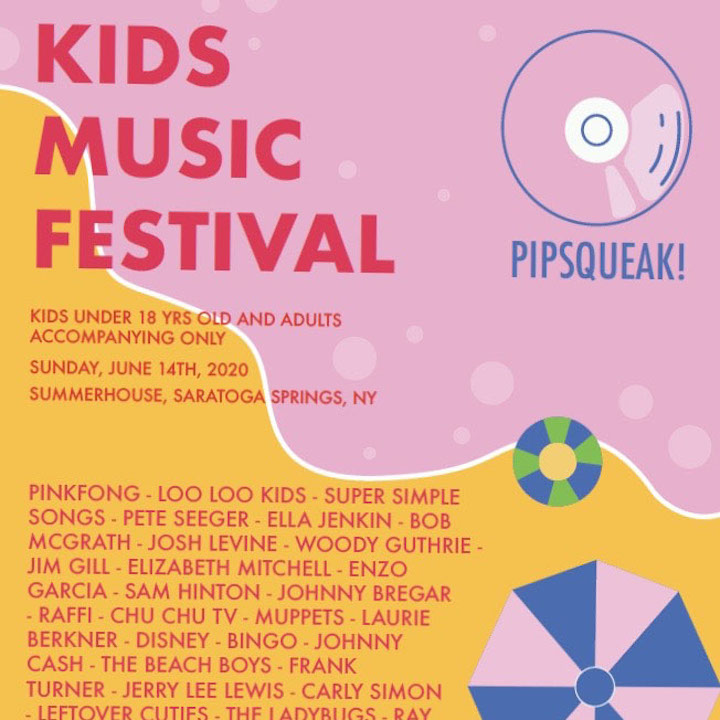 KIDS
MUSIC
FESTIVAL
PIPSQUEAK!
KIDS UNDER 18 YRS OLD AND ADULTS
ACCOMPANYING ONLY
SUNDAY, JUNE 14TH, 2020
SUMMERHOUSE, SARATOGA SPRINGS, NY
PINKFONG - LOO LOO KIDS - SUPER SIMPLE
SONGS - PETE SEEGER - ELLA JENKIN - BOB
MCGRATH - JOSH LEVINE - WOODY GUTHRIE -
JIM GILL - ELIZABETH MITCHELL - ENZO
GARCIA - SAM HINTON - JOHNNY BREGAR
- RAFFI - CHU CHU TV - MUPPETS - LAURIE
BERKNER - DISNEY - BINGO - JOHNNY
CASH - THE BEACH BOYS - FRANK
TURNER - JERRY LEE LEWIS - CARLY SIMON
- LEFTOVER CUTIES - THE LADYBUGS - RAY